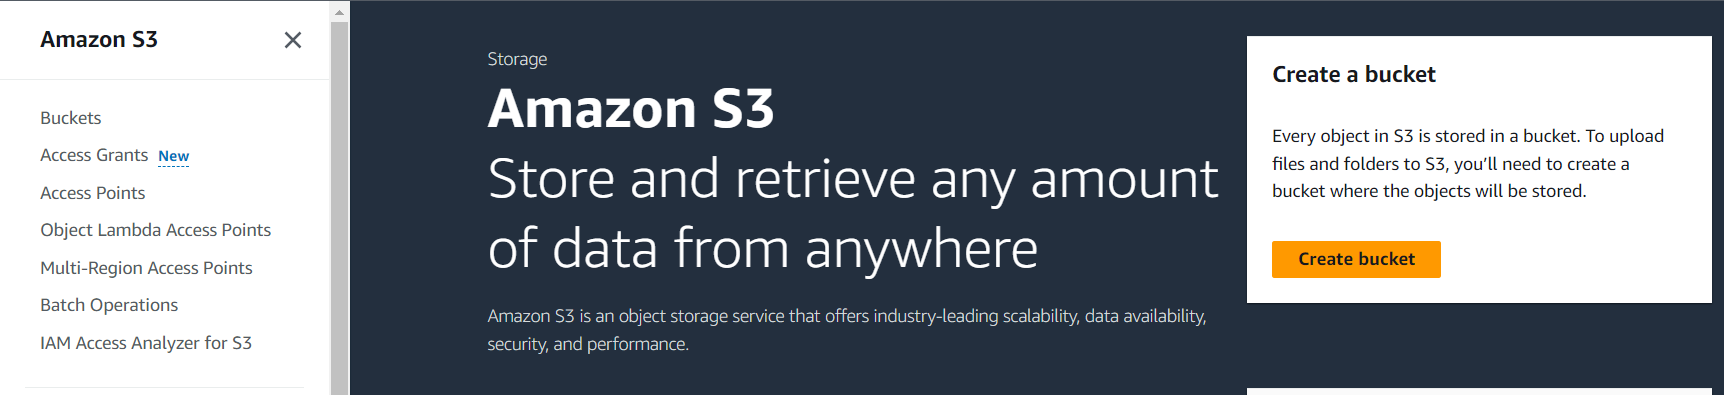 Amazon S3
Buckets
Access Grants New
Access Points
Object Lambda Access Points
Multi-Region Access Points
Batch Operations
IAM Access Analyzer for S3
Storage
Amazon S3
Store and retrieve any amount
of data from anywhere
Amazon S3 is an object storage service that offers industry-leading scalability, data availability,
security, and performance.
Create a bucket
Every object in S3 is stored in a bucket. To upload
files and folders to S3, you’ll need to create a
bucket where the objects will be stored.
Create bucket